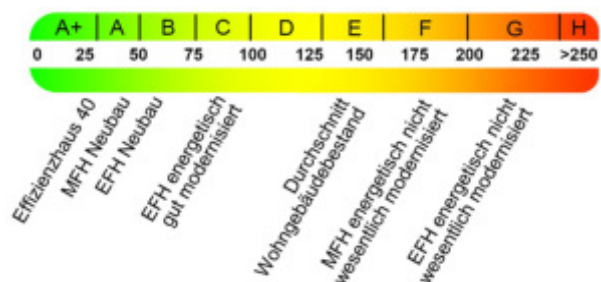 A+ A B C D E F G H
0 25 50 75 100 125 150 175 200 225 >250
Effizienzhaus 40
MFH Neubau
EFH Neubau
EFH energetisch
gut modernisiert
Durchschnitt
Wohngebäudebestand
MFH energetisch nicht
wesentlich modernisiert
EFH energetisch nicht
wesentlich modernisiert